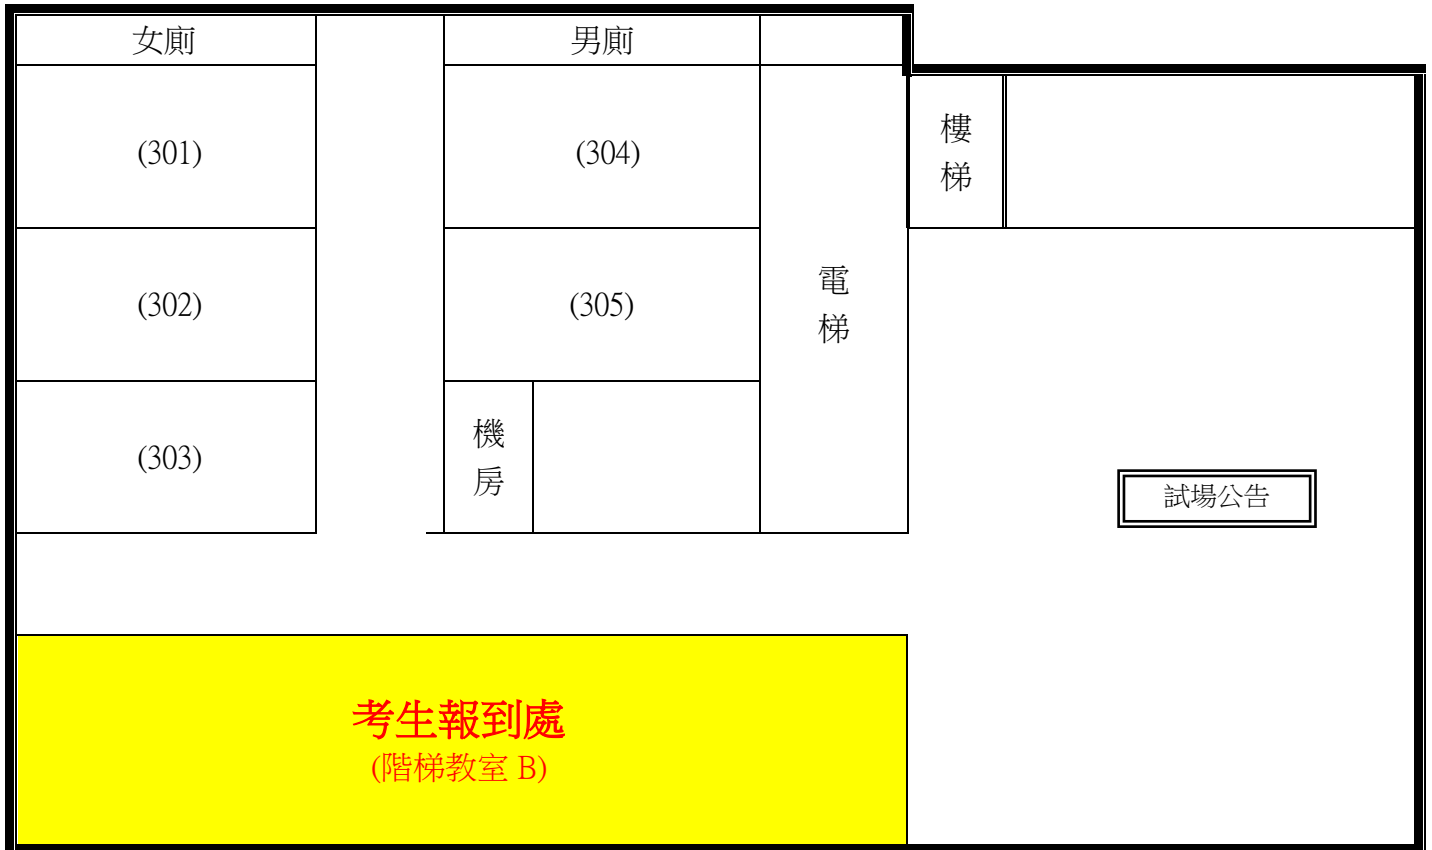 女廁
男廁
(301)
(304)
樓
梯
(302)
(305)
電
梯
(303)
機
房
試場公告
考生報到處
(階梯教室 B)